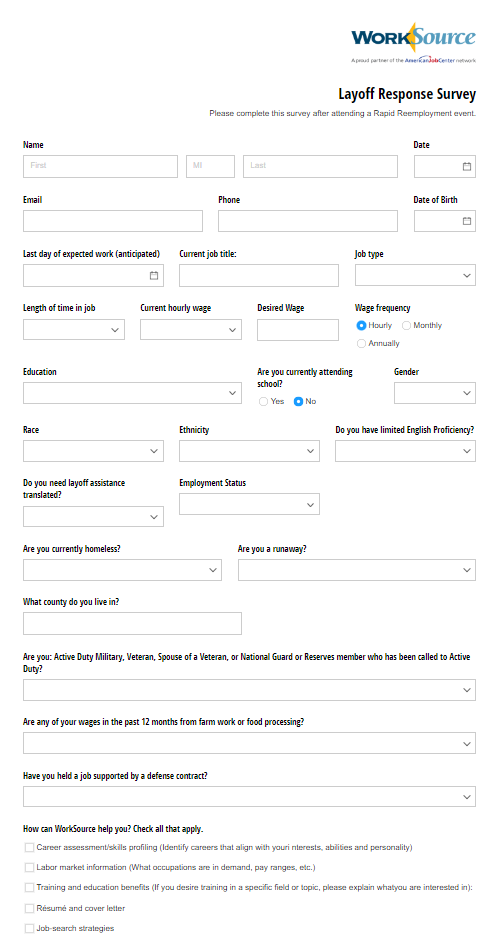 WorkSource
A proud partner of the AmericanJobCenter network
Layoff Response Survey
Please complete this survey after attending a Rapid Reemployment event.
Name Date
First MI Last
Email Phone Date of Birth
Last day of expected work (anticipated) Current job title: Job type
Length of time in job Current hourly wage Desired Wage Wage frequency
Hourly Monthly
Annually
Education Are you currently attending Gender
school?
Yes No
Race Ethnicity Do you have limited English Proficiency?
Do you need layoff assistance Employment Status
translated?
Are you currently homeless? Are you a runaway?
What county do you live in?
Are you: Active Duty Military, Veteran, Spouse of a Veteran, or National Guard or Reserves member who has been called to Active
Duty?
Are any of your wages in the past 12 months from farm work or food processing?
Have you held a job supported by a defense contract?
How can WorkSource help you? Check all that apply.
Career assessment/skills profiling (Identify careers that align with youri nterests, abilities and personality)
Labor market information (What occupations are in demand, pay ranges, etc.)
Training and education benefits (If you desire training in a specific field or topic, please explain whatyou are interested in):
Résumé and cover letter
Job-search strategies